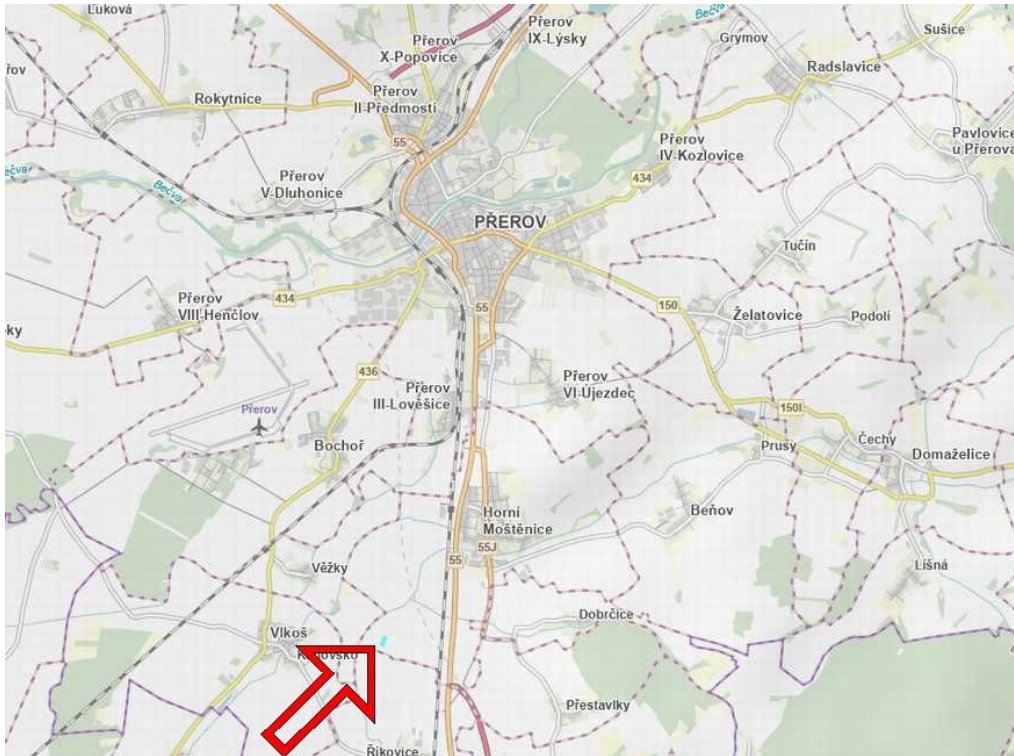 Luková
Přerov
IX-Lýsky
Přerov
X-Popovice
Grymov
Sušice
Radslavice
Rokytnice
Přerov
II-Předmostí
55
Pavlovice
u Přerova
Přerov
IV-Kozlovice
434
Přerov
V-Dluhonice
Bečva
PŘEROV
Tučín
Přerov
VIII-Henčlov
434
55
150
Želatovice
Podolí
436
Přerov
III-Lověšice
Přerov
VI-Újezdec
Přerov
150I
Bochoř
Prusy
Čechy
Domaželice
Horní
Moštěnice
Beňov
55J
55
Věžky
Líšná
Dobrčice
Vlkoš
Přestavlky
Říkovice